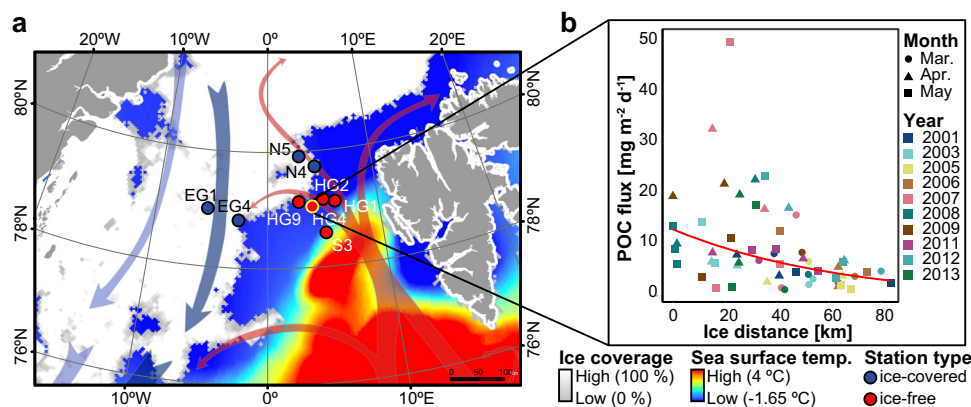 a
b
20°W
10°W
0°
10°E
20°E
80°N
80°N
78°N
78°N
76°N
76°N
10°W
0°
10°E
N5
N4
HG2
EG1
EG4
HG1
HG9
HG4
S3
0 50 100
POC flux [mg m-2 d-1]
50
40
30
20
10
0
0 20 40 60 80
Ice distance [km]
Month
Mar.
Apr.
May
Year
2001
2003
2005
2006
2007
2008
2009
2011
2012
2013
Ice coverage
High (100 %)
Low (0 %)
Sea surface temp.
High (4 ºC)
Low (-1.65 ºC)
Station type
ice-covered
ice-free